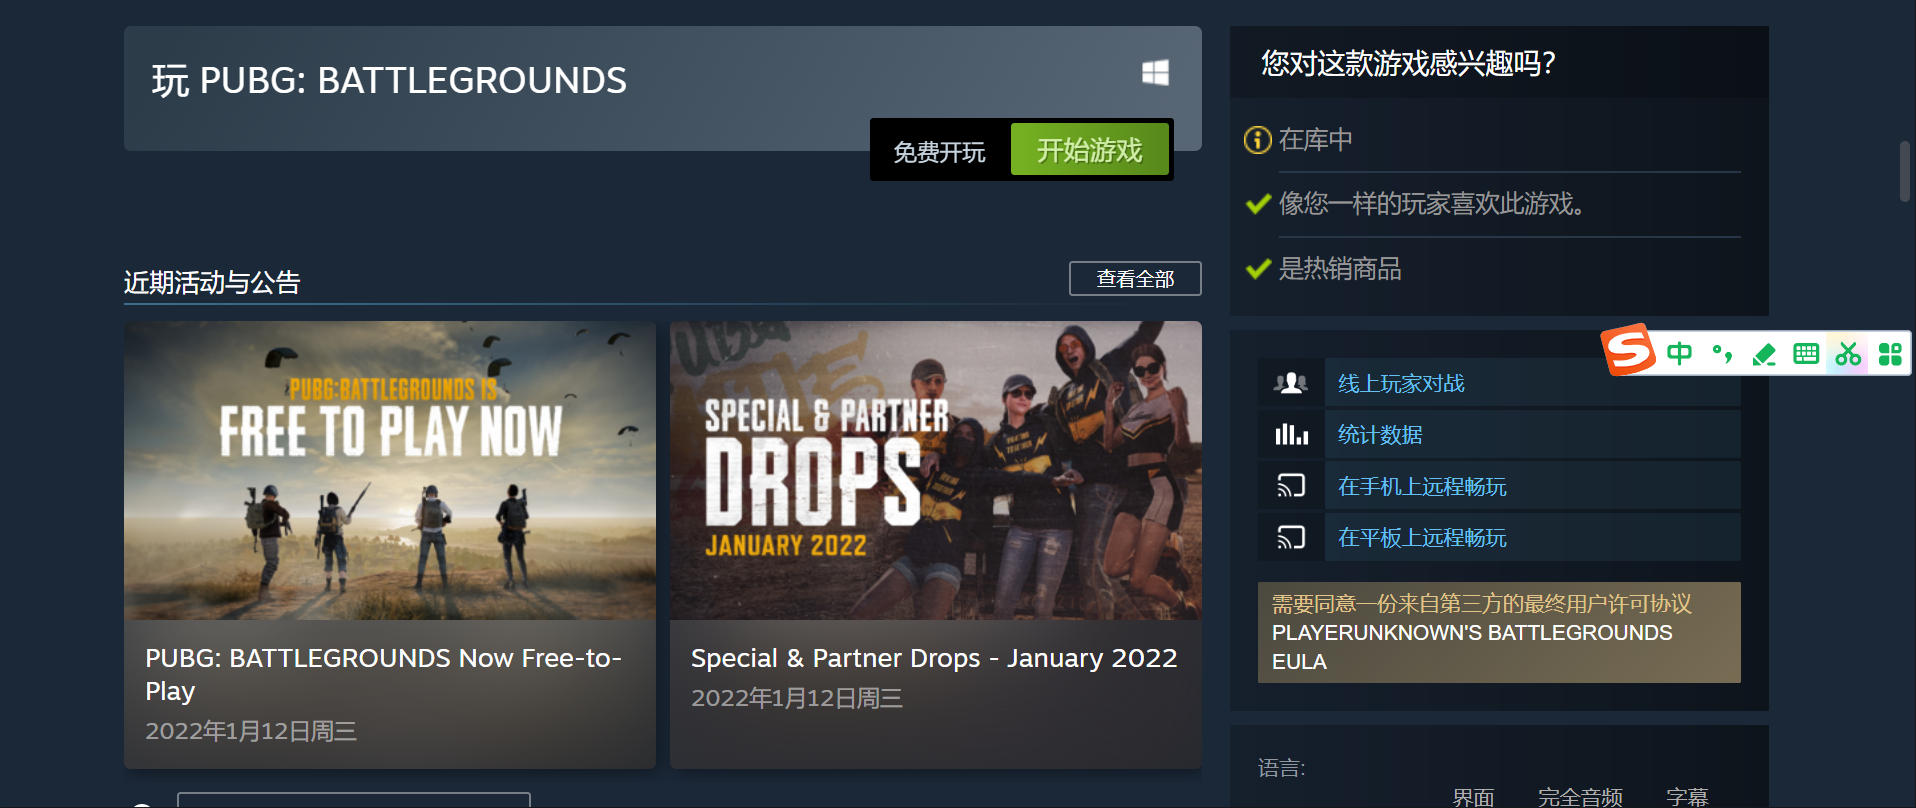 玩 PUBG: BATTLEGROUNDS
免费开玩
开始游戏
近期活动与公告
查看全部
PUBG:BATTLEGROUNDS IS
FREE TO PLAY NOW
PUBG: BATTLEGROUNDS Now Free-to-
Play
2022年1月12日周三
SPECIAL & PARTNER
DROPS
JANUARY 2022
Special & Partner Drops - January 2022
2022年1月12日周三
您对这款游戏感兴趣吗?
在库中
像您一样的玩家喜欢此游戏。
是热销商品
S 中
线上玩家对战
统计数据
在手机上远程畅玩
在平板上远程畅玩
需要同意一份来自第三方的最终用户许可协议
PLAYERUNKNOWN'S BATTLEGROUNDS
EULA
语言:
界面 完全音频 字幕